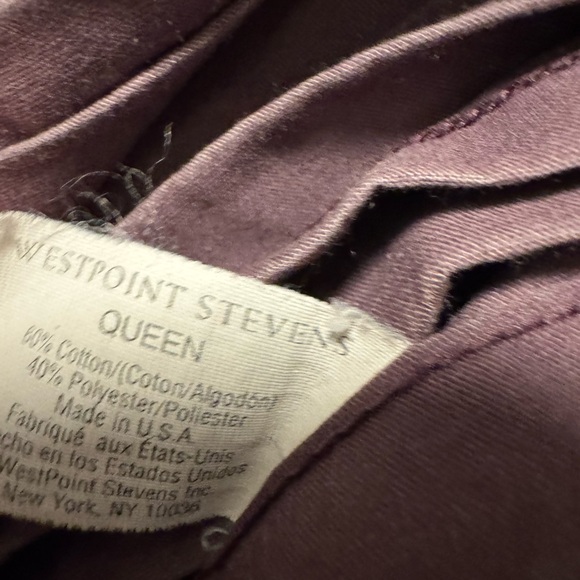 WESTPOINT STEVENS
QUEEN
60% Cotton/(Coton/Algodón)
40% Polyester/Poliester
Made in U.S.A.
Fabriqué aux États-Unis
cho en los Estados Unidos
WestPoint Stevens Inc.
New York, NY 10036